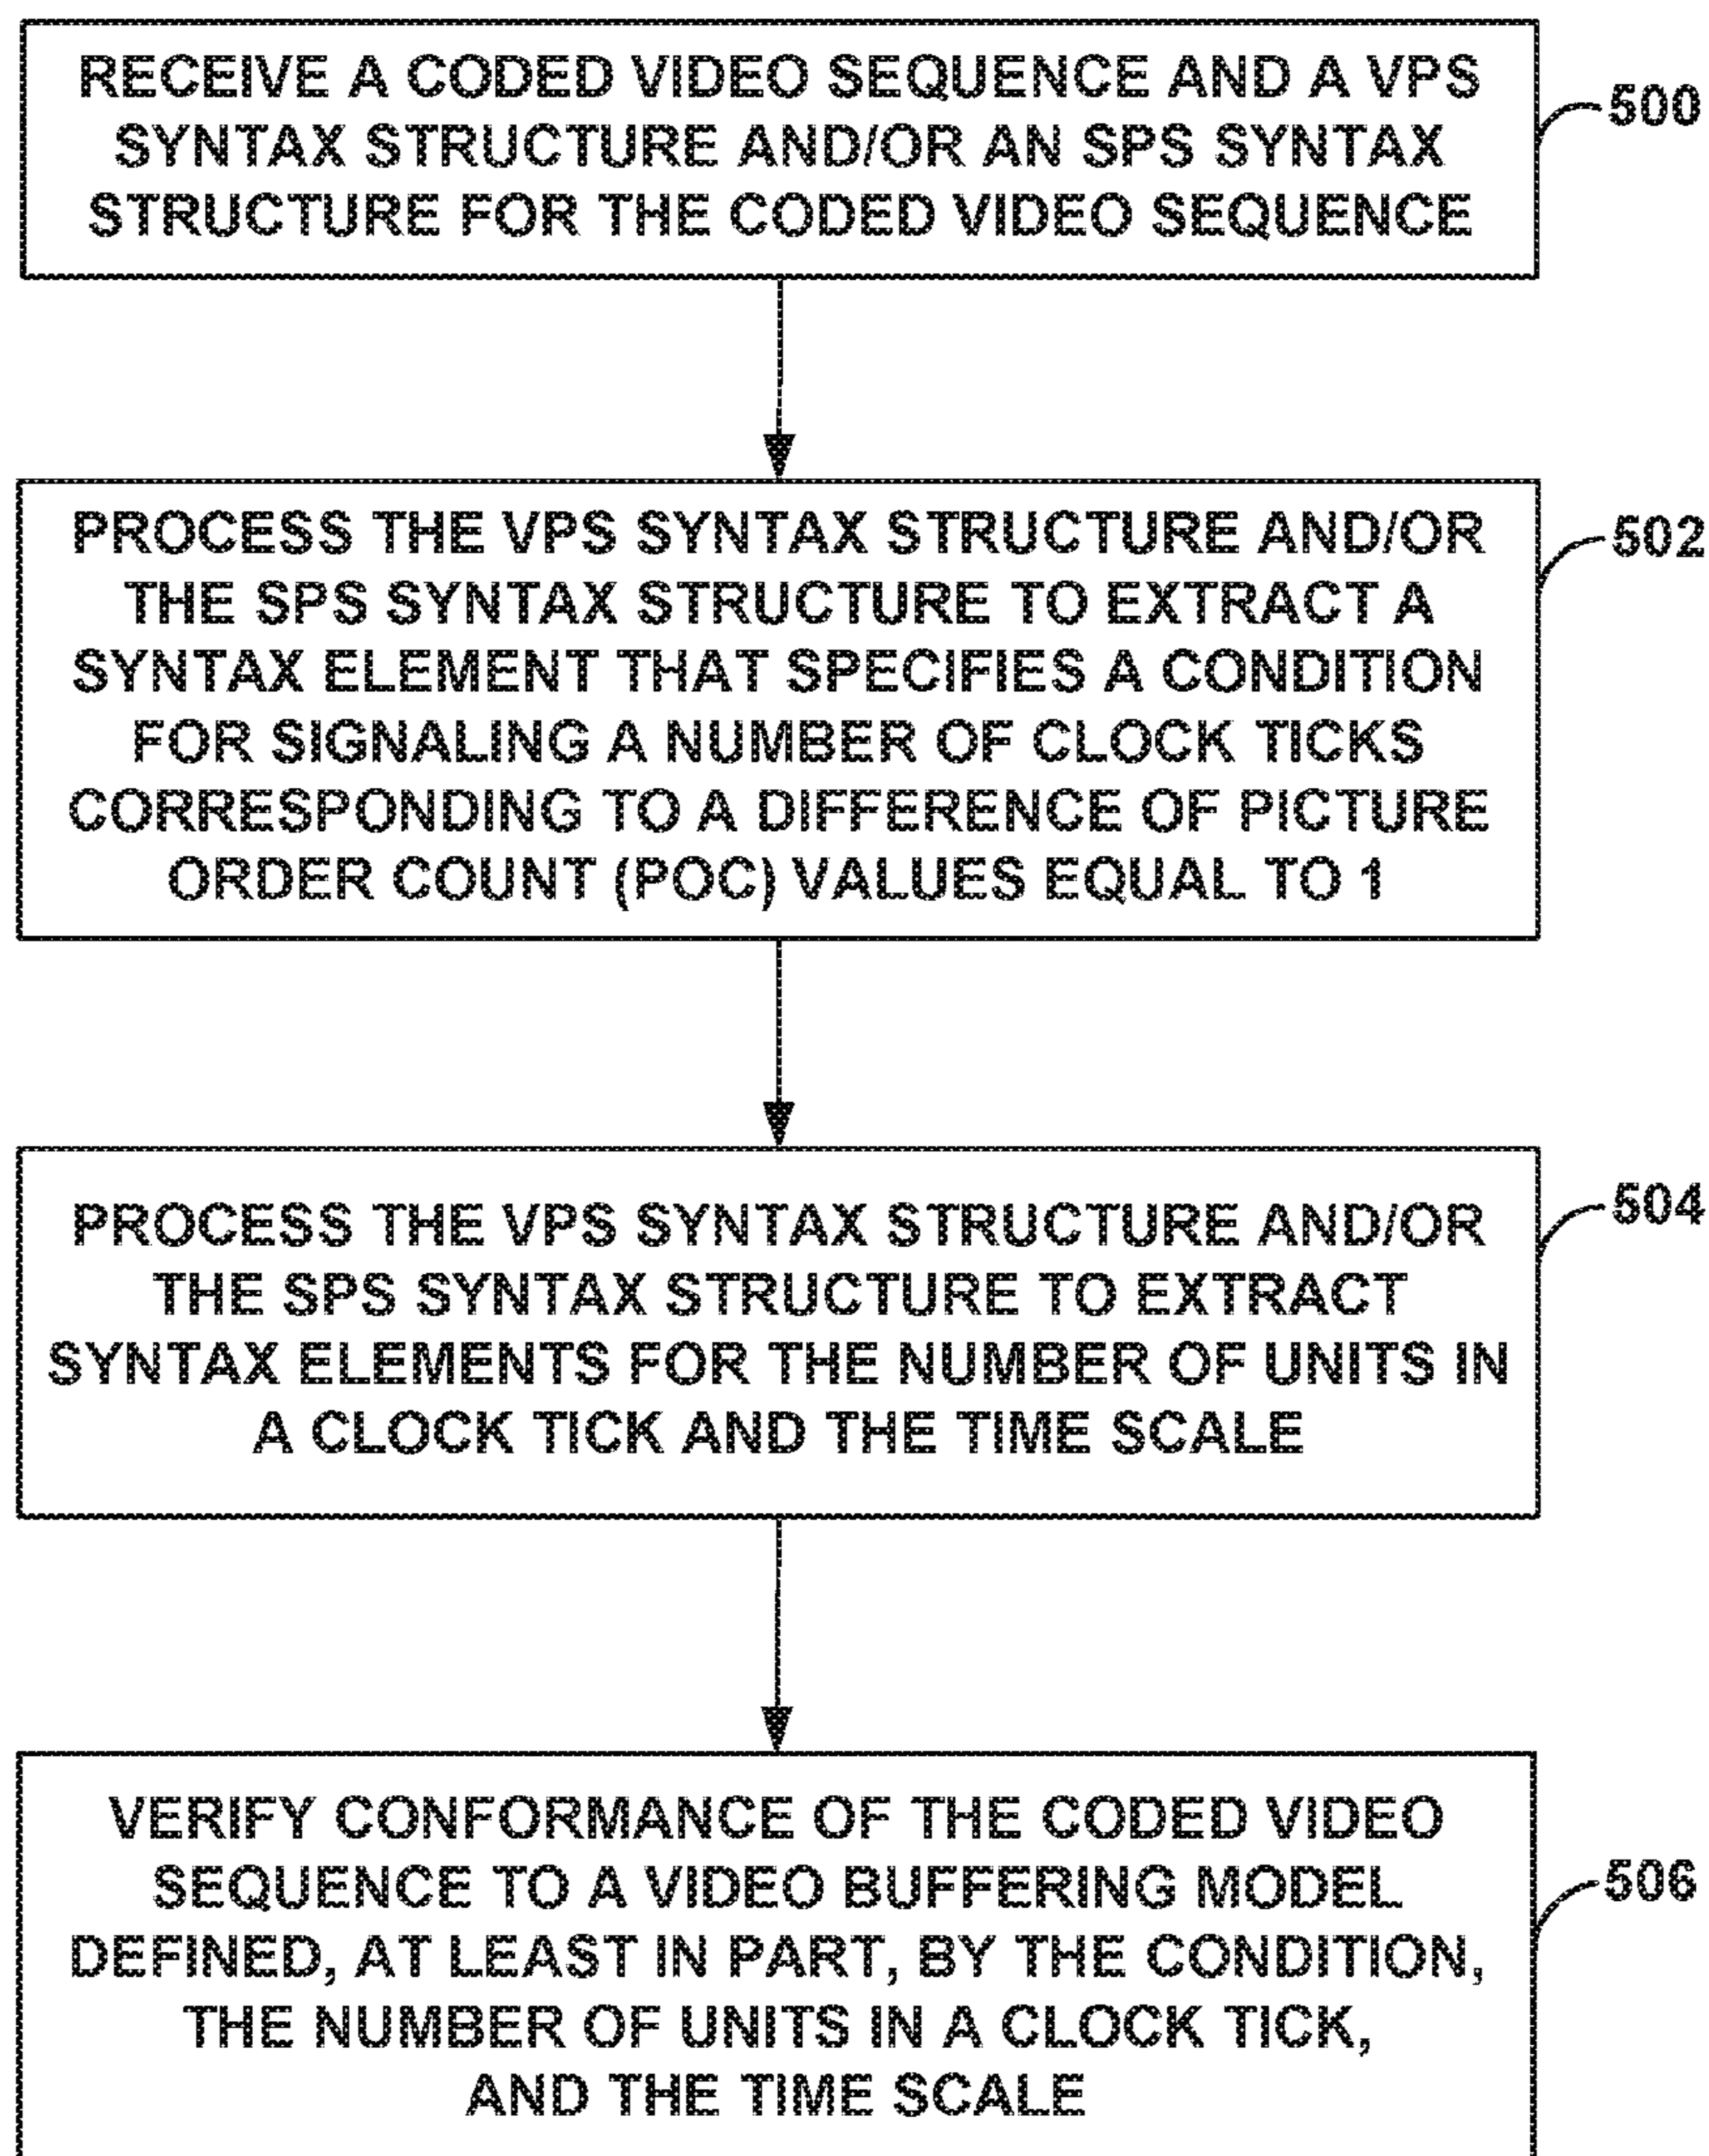 RECEIVE A CODED VIDEO SEQUENCE AND A VPS
SYNTAX STRUCTURE AND/OR AN SPS SYNTAX
STRUCTURE FOR THE CODED VIDEO SEQUENCE
500
PROCESS THE VPS SYNTAX STRUCTURE AND/OR
THE SPS SYNTAX STRUCTURE TO EXTRACT A
SYNTAX ELEMENT THAT SPECIFIES A CONDITION
FOR SIGNALING A NUMBER OF CLOCK TICKS
CORRESPONDING TO A DIFFERENCE OF PICTURE
ORDER COUNT (POC) VALUES EQUAL TO 1
502
PROCESS THE VPS SYNTAX STRUCTURE AND/OR
THE SPS SYNTAX STRUCTURE TO EXTRACT
SYNTAX ELEMENTS FOR THE NUMBER OF UNITS IN
A CLOCK TICK AND THE TIME SCALE
504
VERIFY CONFORMANCE OF THE CODED VIDEO
SEQUENCE TO A VIDEO BUFFERING MODEL
DEFINED, AT LEAST IN PART, BY THE CONDITION,
THE NUMBER OF UNITS IN A CLOCK TICK,
AND THE TIME SCALE
506